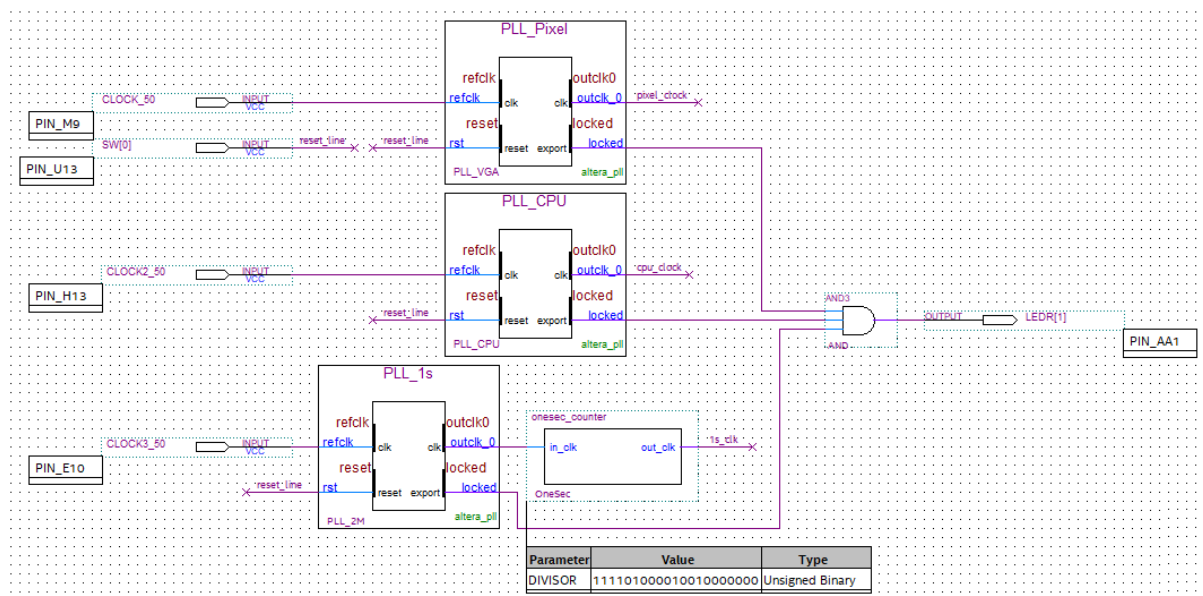 PLL_Pixel
refclk
outclk0
CLOCK_50
INPUT
VCC
refclk
clk
clk
outclk_0
pixel_clock
PIN_M9
reset
locked
SW[0]
INPUT
VCC
reset_line
reset_line
rst
reset
export
locked
PIN_U13
PLL_VGA
altera_pll
PLL_CPU
refclk
outclk0
CLOCK2_50
INPUT
VCC
refclk
clk
clk
outclk_0
cpu_clock
PIN_H13
reset
locked
reset_line
rst
reset
export
locked
PLL_CPU
altera_pll
AND3
OUTPUT
LEDR[1]
AND
PIN_AA1
PLL_1s
refclk
outclk0
CLOCK3_50
INPUT
VCC
refclk
clk
clk
outclk_0
PIN_E10
reset
locked
reset_line
rst
reset
export
locked
PLL_2M
altera_pll
onesec_counter
in_clk
out_clk
1s_clk
OneSec
Parameter Value Type
DIVISOR 111101000010010000000 Unsigned Binary